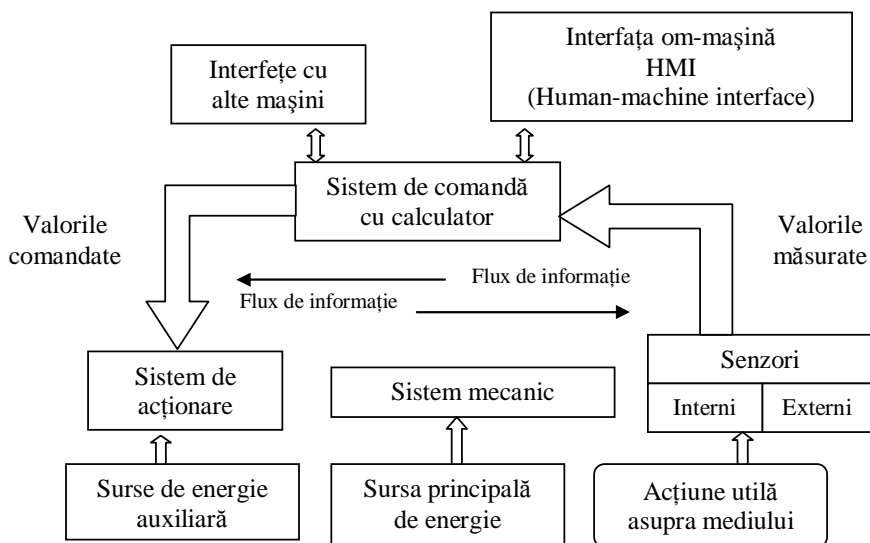 Interfața om-mașină
HMI
(Human-machine interface)
Interfețe cu
alte mașini
Sistem de comandă
cu calculator
Valorile
comandate
Valorile
măsurate
Flux de informație
Flux de informație
Senzori
Interni
Externi
Sistem de
acționare
Sistem mecanic
Surse de energie
auxiliară
Sursa principală
de energie
Acțiune utilă
asupra mediului